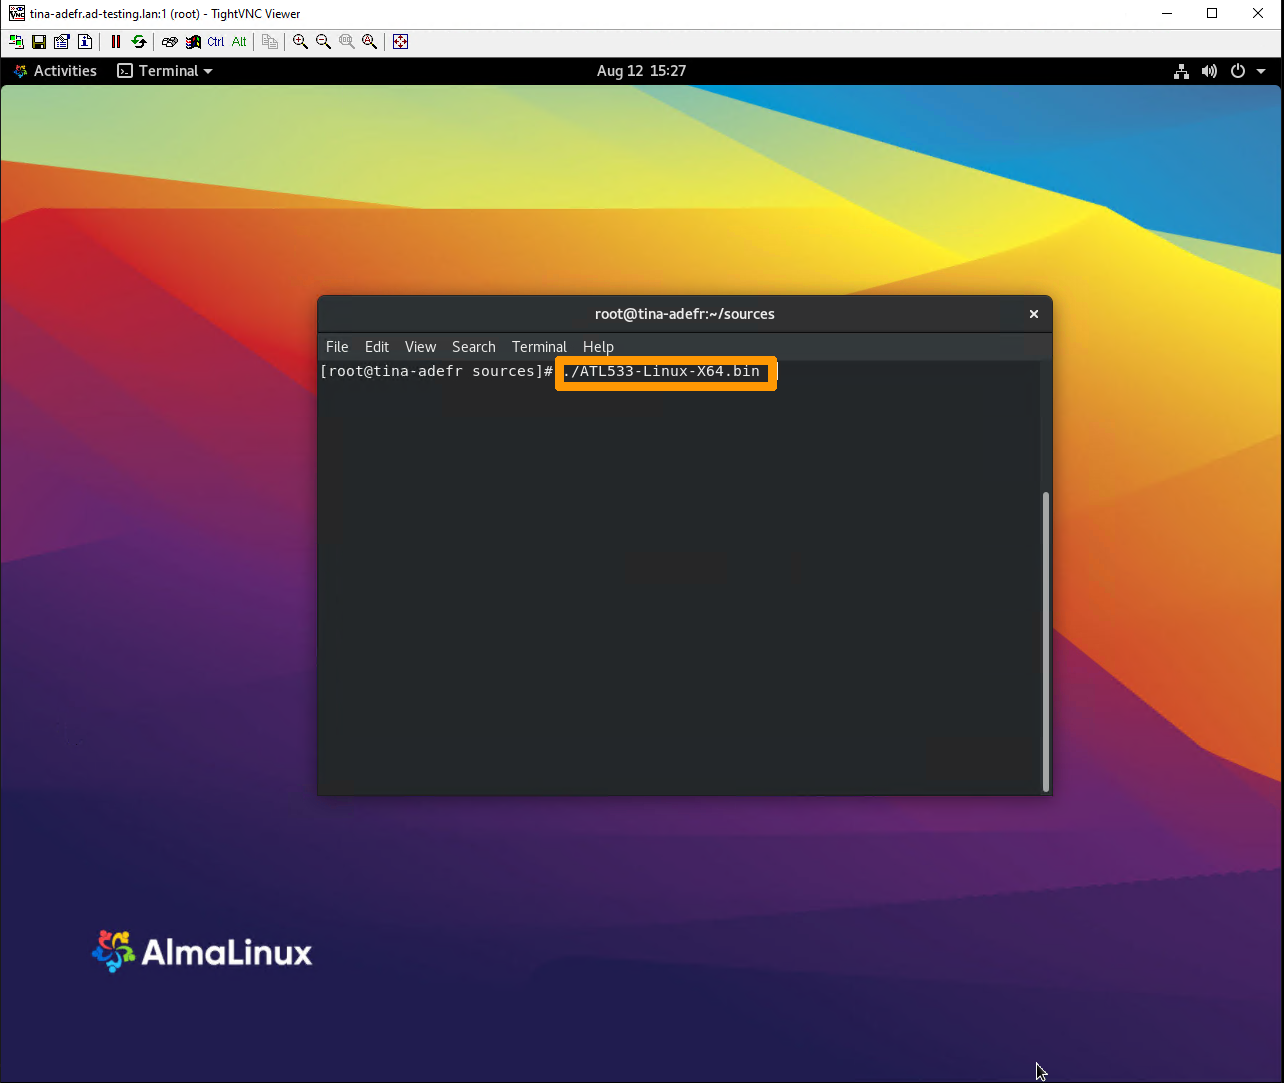 tina-adefr.ad-testing.lan:1 (root) - TightVNC Viewer
Ctrl Alt
Activities Terminal Aug 12 15:27
root@tina-adefr:~/sources
File Edit View Search Terminal Help
[root@tina-adefr sources]# ./ATL533-Linux-X64.bin
AlmaLinux